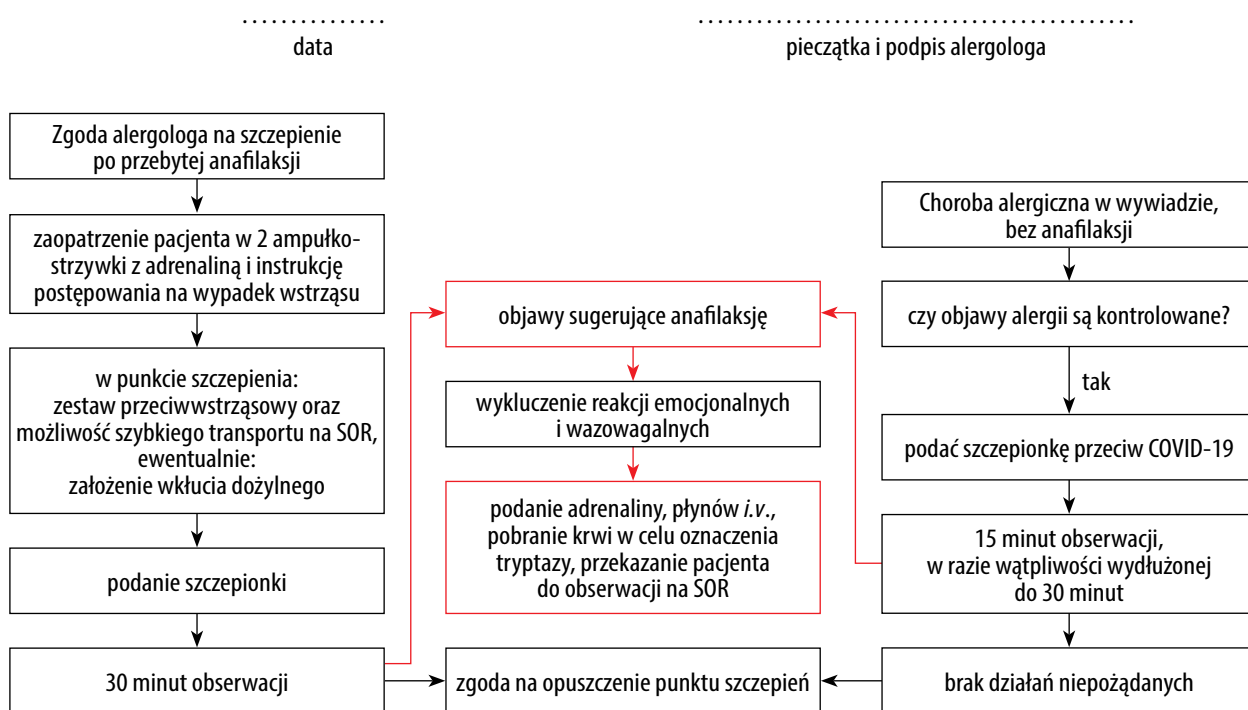 ........................
data
..................................................
pieczątka i podpis alergologa
Zgoda alergologa na szczepienie
po przebytej anafilaksji
zaopatrzenie pacjenta w 2 ampułko-
strzywki z adrenaliną i instrukcję
postępowania na wypadek wstrząsu
w punkcie szczepienia:
zestaw przeciwwstrząsowy oraz
możliwość szybkiego transportu na SOR,
ewentualnie:
założenie wkłucia dożylnego
podanie szczepionki
30 minut obserwacji
objawy sugerujące anafilaksję
wykluczenie reakcji emocjonalnych
i wazowagalnych
podanie adrenaliny, płynów i.v.,
pobranie krwi w celu oznaczenia
tryptazy, przekazanie pacjenta
do obserwacji na SOR
zgoda na opuszczenie punktu szczepień
Choroba alergiczna w wywiadzie,
bez anafilaksji
czy objawy alergii są kontrolowane?
tak
podać szczepionkę przeciw COVID-19
15 minut obserwacji,
w razie wątpliwości wydłużonej
do 30 minut
brak działań niepożądanych